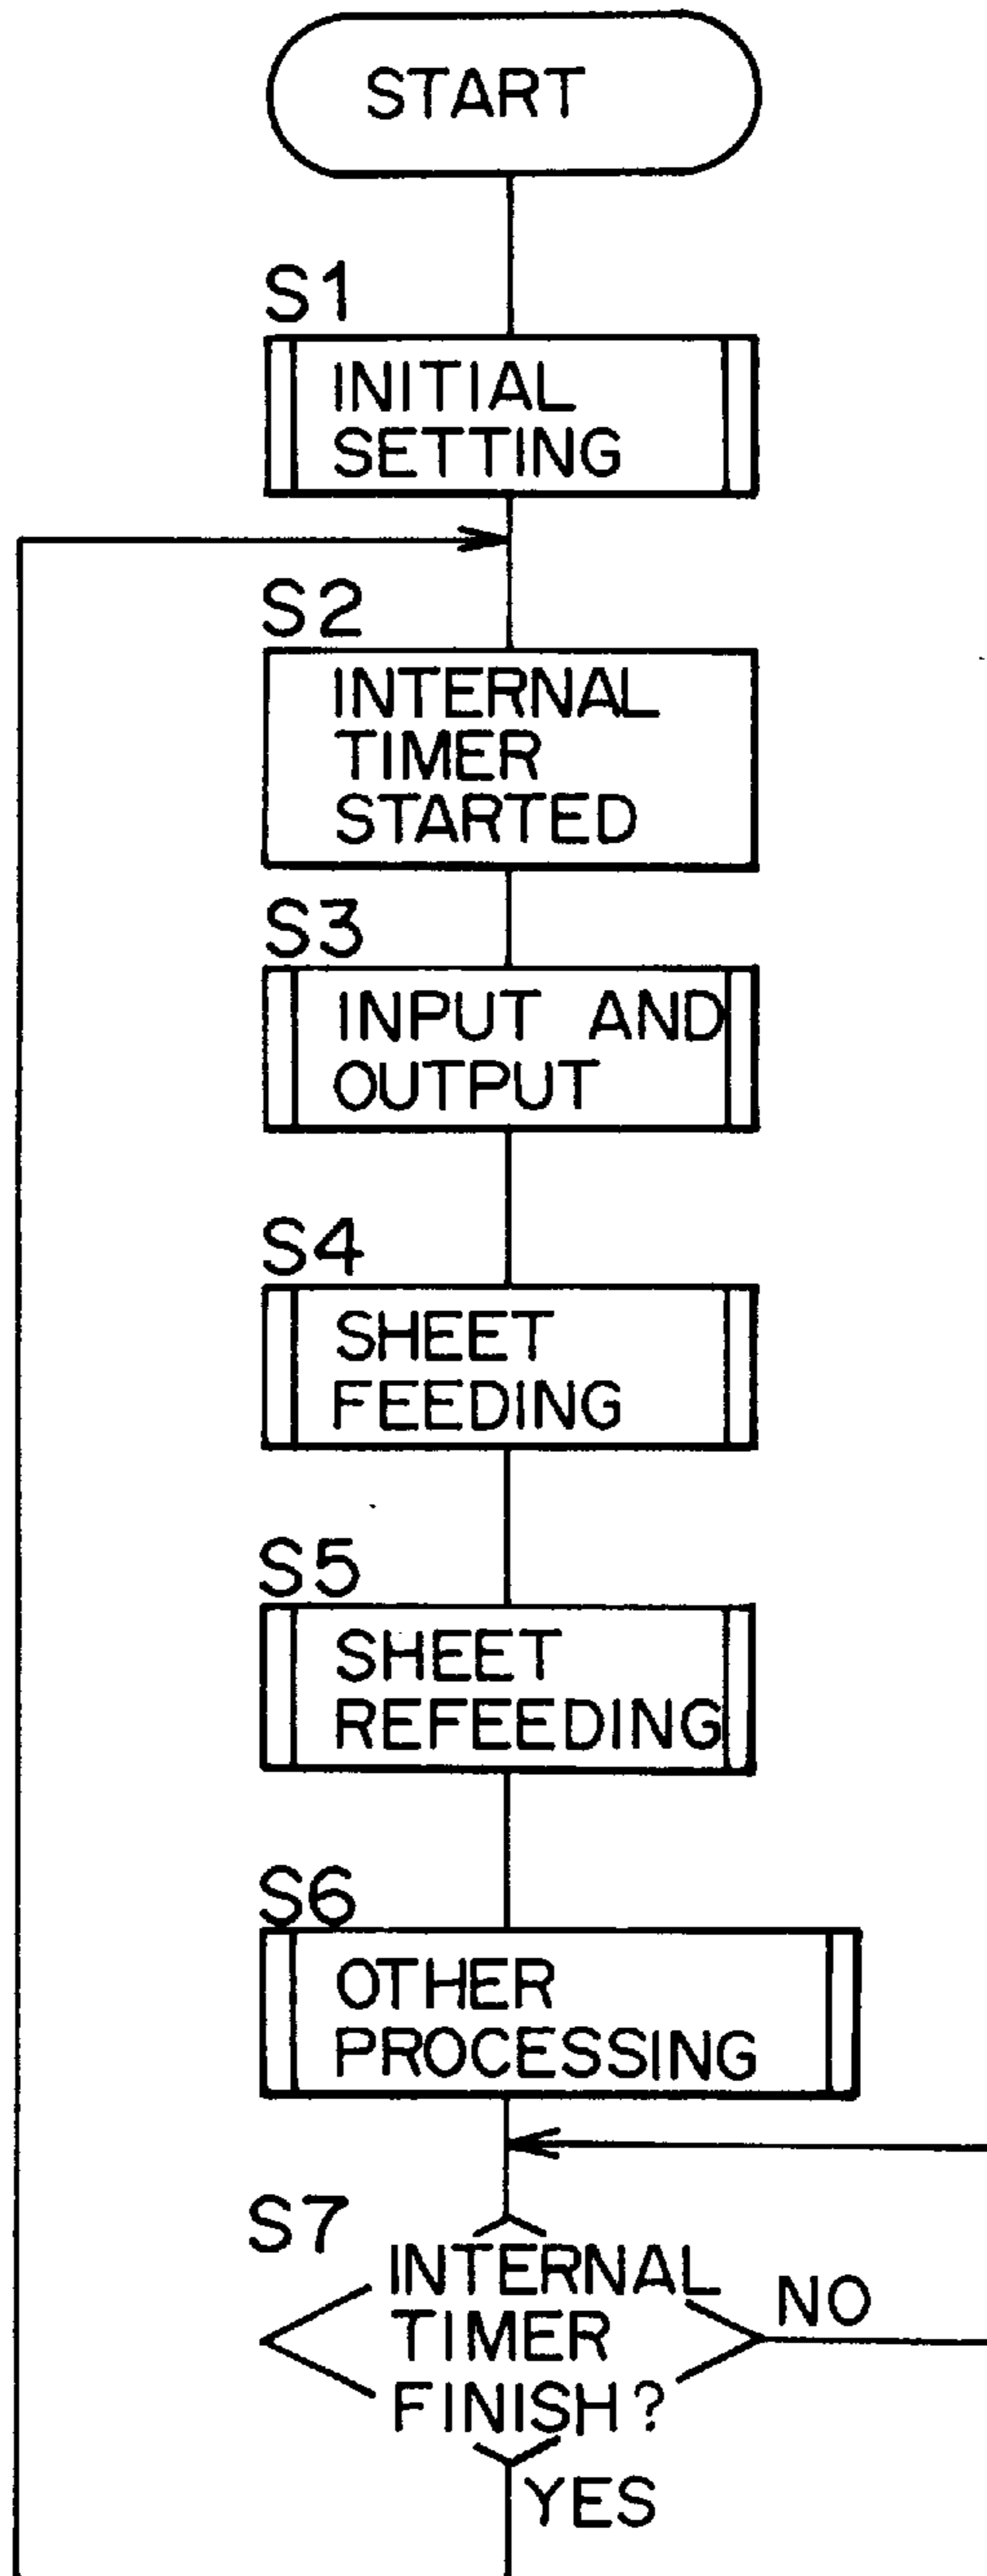 START
S1
INITIAL
SETTING
S2
INTERNAL
TIMER
STARTED
S3
INPUT AND
OUTPUT
S4
SHEET
FEEDING
S5
SHEET
REFEEDING
S6
OTHER
PROCESSING
S7
INTERNAL
TIMER
FINISH?
NO
YES